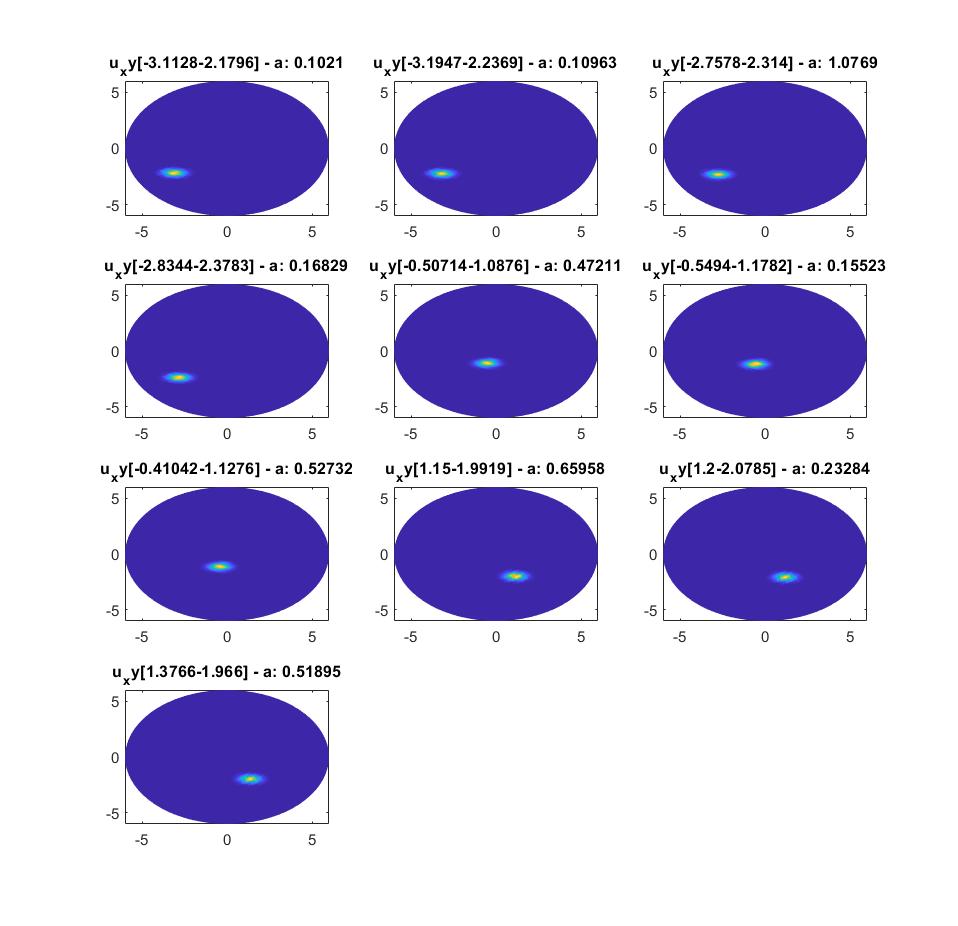 u_xy[-3.1128-2.1796] - a: 0.1021
u_xy[-3.1947-2.2369] - a: 0.10963
u_xy[-2.7578-2.314] - a: 1.0769
5
0
-5
-5 0 5
5
0
-5
-5 0 5
5
0
-5
-5 0 5
u_xy[-2.8344-2.3783] - a: 0.16829
u_xy[-0.50714-1.0876] - a: 0.47211
u_xy[-0.5494-1.1782] - a: 0.15523
5
0
-5
-5 0 5
5
0
-5
-5 0 5
5
0
-5
-5 0 5
u_xy[-0.41042-1.1276] - a: 0.52732
u_xy[1.15-1.9919] - a: 0.65958
u_xy[1.2-2.0785] - a: 0.23284
5
0
-5
-5 0 5
5
0
-5
-5 0 5
5
0
-5
-5 0 5
u_xy[1.3766-1.966] - a: 0.51895
5
0
-5
-5 0 5